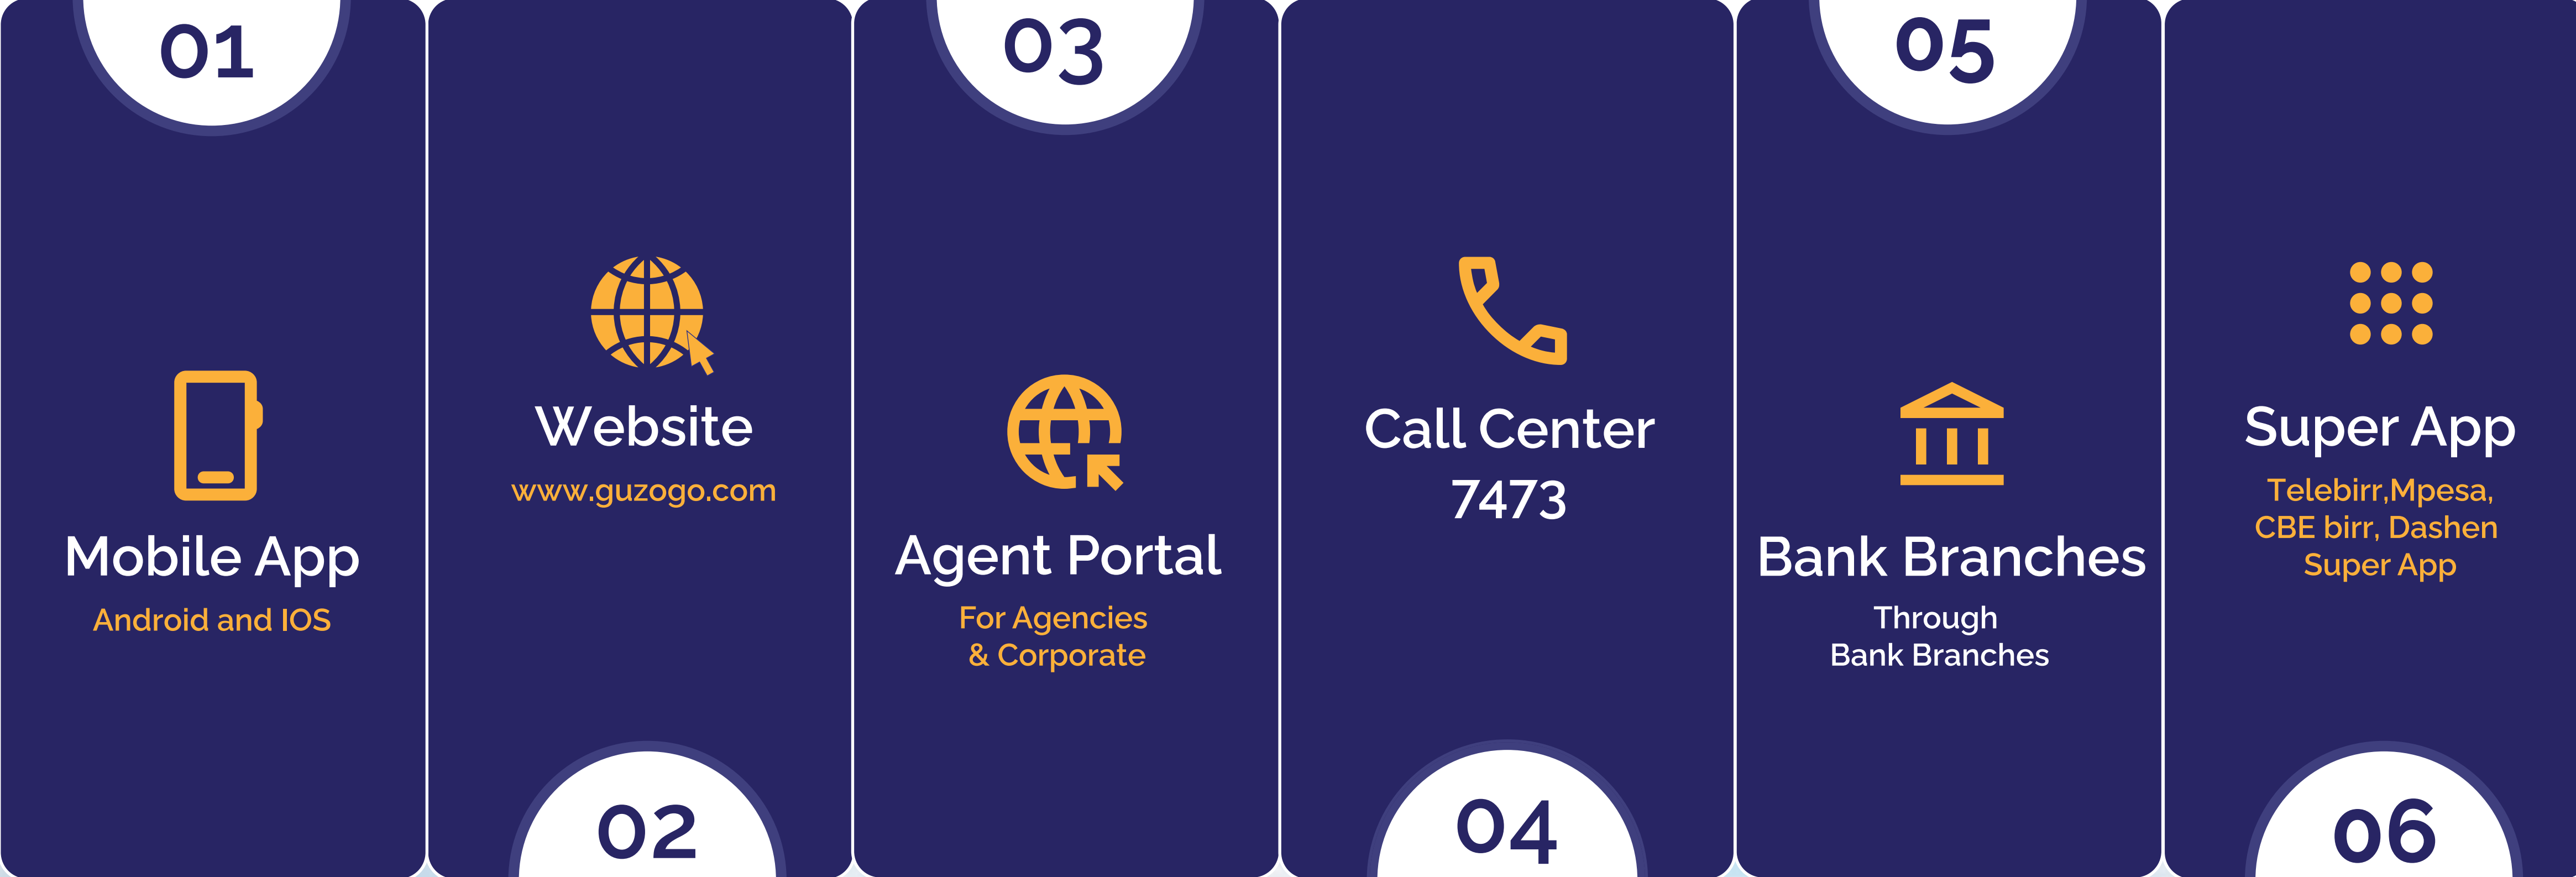 01
Mobile App
Android and IOS
Website
www.guzogo.com
02
03
Agent Portal
For Agencies
& Corporate
Call Center
7473
04
05
Bank Branches
Through
Bank Branches
Super App
Telebirr,Mpesa,
CBE birr, Dashen
Super App
06